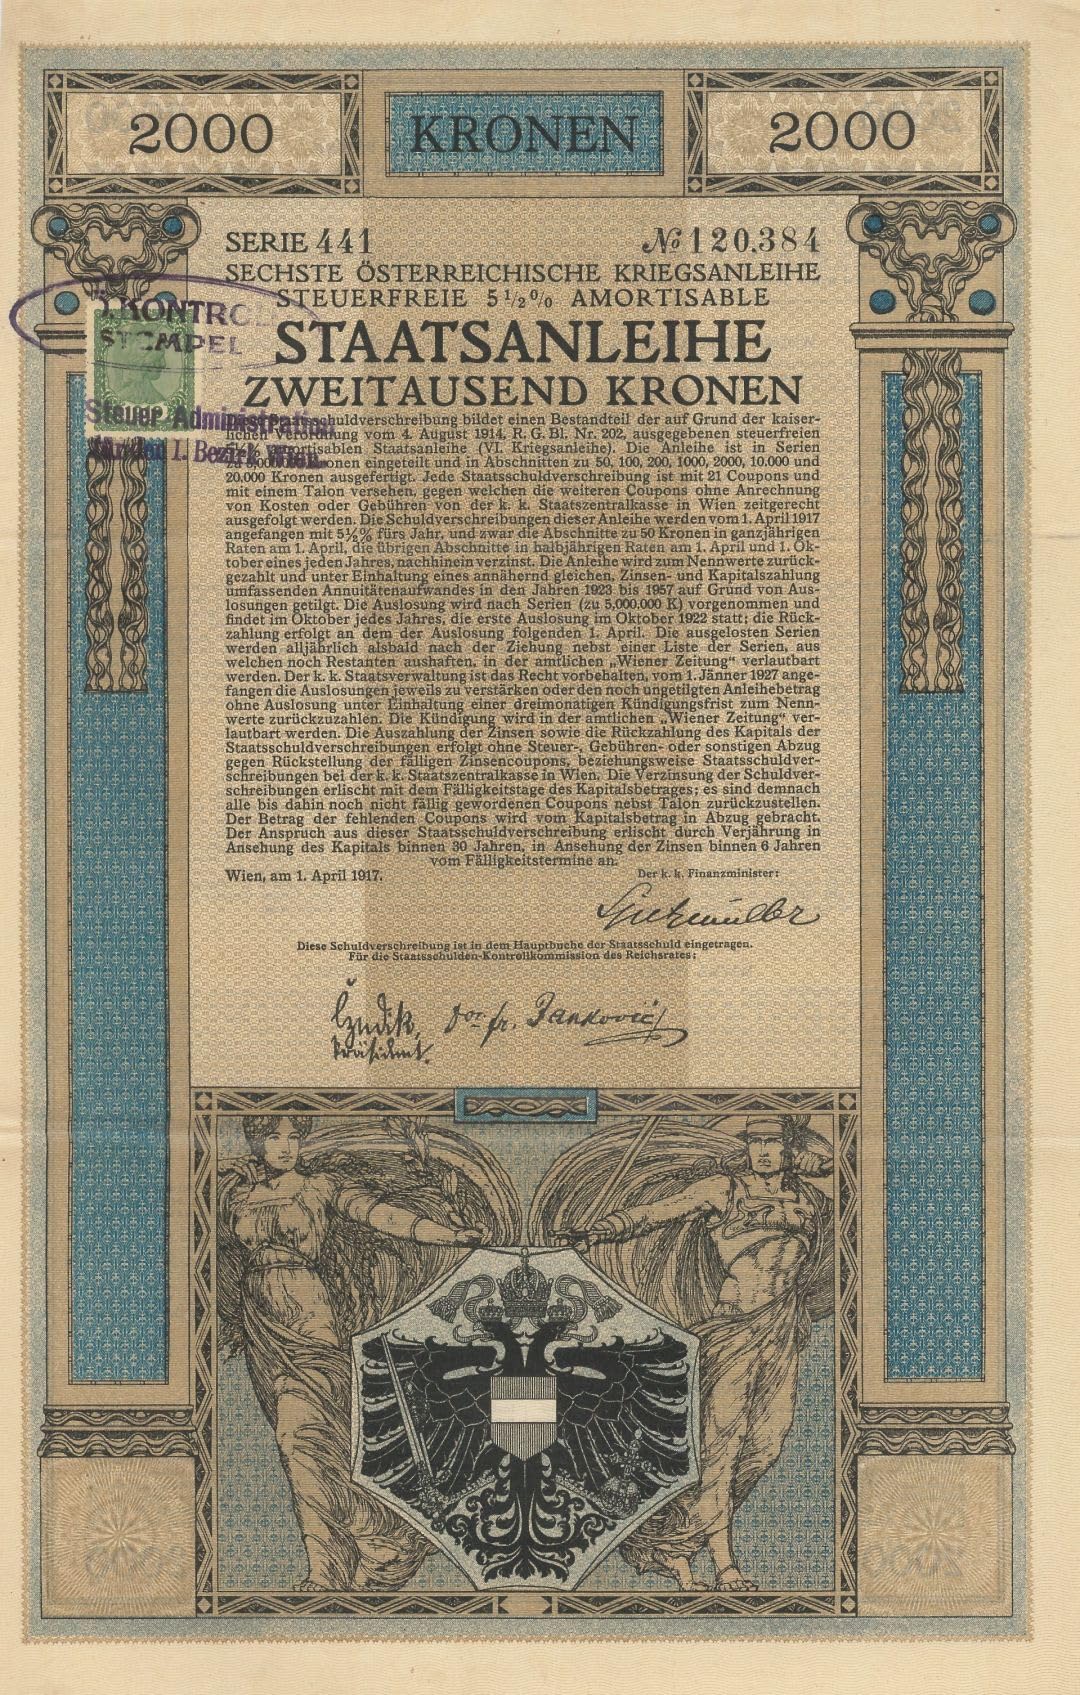 2000 KRONEN 2000
SERIE 441 № 120.384
SECHSTE ÖSTERREICHISCHE KRIEGSANLEIHE
STEUERFREIE 5½% AMORTISABLE
STAATSANLEIHE
ZWEITAUSEND KRONEN
KONTROL
STEMPEL
Steuer-Administration
für den I. Bezirk Wien.
Staatsschuldverschreibung bildet einen Bestandteil der auf Grund der kaiser-
lichen Verordnung vom 4. August 1914, R. G. Bl. Nr. 202, ausgegebenen steuerfreien
amortisablen Staatsanleihe (VI. Kriegsanleihe). Die Anleihe ist in Serien
Kronen eingeteilt und in Abschnitten zu 50, 100, 200, 1000, 2000, 10.000 und
20.000 Kronen ausgefertigt. Jede Staatsschuldverschreibung ist mit 21 Coupons und
mit einem Talon versehen, gegen welchen die weiteren Coupons ohne Anrechnung
von Kosten oder Gebühren von der k. k. Staatszentralkasse in Wien zeitgerecht
ausgefolgt werden. Die Schuldverschreibungen dieser Anleihe werden vom 1. April 1917
angefangen mit 5½% fürs Jahr, und zwar die Abschnitte zu 50 Kronen in ganzjährigen
Raten am 1. April, die übrigen Abschnitte in halbjährigen Raten am 1. April und 1. Ok-
tober eines jeden Jahres, nachhinein verzinst. Die Anleihe wird zum Nennwerte zurück-
gezahlt und unter Einhaltung eines annähernd gleichen, Zinsen- und Kapitalszahlung
umfassenden Annuitätenaufwandes in den Jahren 1923 bis 1957 auf Grund von Aus-
losungen getilgt. Die Auslosung wird nach Serien (zu 5,000.000 K) vorgenommen und
findet im Oktober jedes Jahres, die erste Auslosung im Oktober 1922 statt; die Rück-
zahlung erfolgt an dem der Auslosung folgenden 1. April. Die ausgelosten Serien
werden alljährlich alsbald nach der Ziehung nebst einer Liste der Serien, aus
welchen noch Restanten aushaften, in der amtlichen „Wiener Zeitung“ verlautbart
werden. Der k. k. Staatsverwaltung ist das Recht vorbehalten, vom 1. Jänner 1927 ange-
fangen die Auslosungen jeweils zu verstärken oder den noch ungetilgten Anleihebetrag
ohne Auslosung unter Einhaltung einer dreimonatigen Kündigungsfrist zum Nenn-
werte zurückzuzahlen. Die Kündigung wird in der amtlichen „Wiener Zeitung“ ver-
lautbart werden. Die Auszahlung der Zinsen sowie die Rückzahlung des Kapitals der
Staatsschuldverschreibungen erfolgt ohne Steuer-, Gebühren- oder sonstigen Abzug
gegen Rückstellung der fälligen Zinsencoupons, beziehungsweise Staatsschuldver-
schreibungen bei der k. k. Staatszentralkasse in Wien. Die Verzinsung der Schuldver-
schreibungen erlischt mit dem Fälligkeitstage des Kapitalsbetrages; es sind demnach
alle bis dahin noch nicht fällig gewordenen Coupons nebst Talon zurückzustellen.
Der Betrag der fehlenden Coupons wird vom Kapitalsbetrag in Abzug gebracht.
Der Anspruch aus dieser Staatsschuldverschreibung erlischt durch Verjährung in
Ansehung des Kapitals binnen 30 Jahren, in Ansehung der Zinsen binnen 6 Jahren
vom Fälligkeitstermine an.
Wien, am 1. April 1917. Der k. k. Finanzminister:
Spitzmüller
Diese Schuldverschreibung ist in dem Hauptbuche der Staatsschuld eingetragen.
Für die Staatsschulden-Kontrollkommission des Reichsrates:
Czedik, Janković
Präsident.